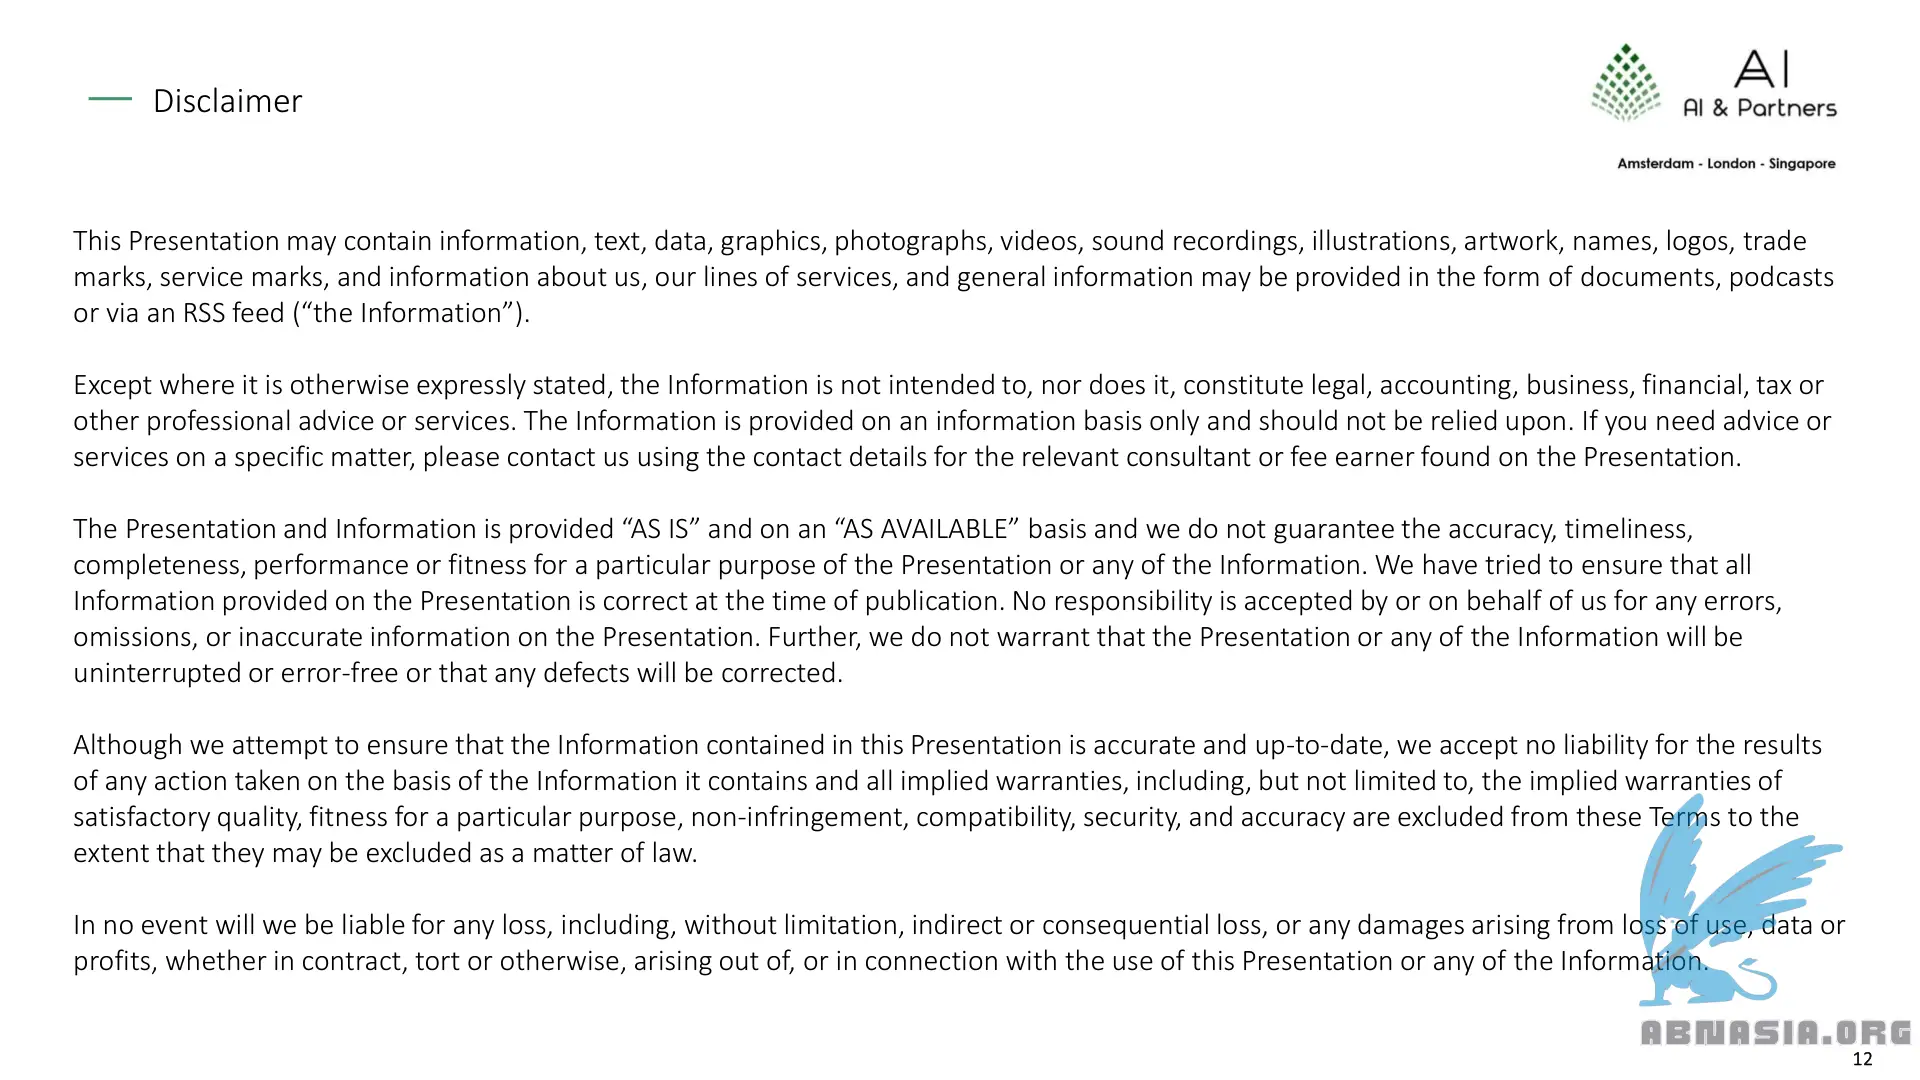 Disclaimer
AI
AI & Partners
Amsterdam - London - Singapore
This Presentation may contain information, text, data, graphics, photographs, videos, sound recordings, illustrations, artwork, names, logos, trade
marks, service marks, and information about us, our lines of services, and general information may be provided in the form of documents, podcasts
or via an RSS feed (“the Information”).
Except where it is otherwise expressly stated, the Information is not intended to, nor does it, constitute legal, accounting, business, financial, tax or
other professional advice or services. The Information is provided on an information basis only and should not be relied upon. If you need advice or
services on a specific matter, please contact us using the contact details for the relevant consultant or fee earner found on the Presentation.
The Presentation and Information is provided “AS IS” and on an “AS AVAILABLE” basis and we do not guarantee the accuracy, timeliness,
completeness, performance or fitness for a particular purpose of the Presentation or any of the Information. We have tried to ensure that all
Information provided on the Presentation is correct at the time of publication. No responsibility is accepted by or on behalf of us for any errors,
omissions, or inaccurate information on the Presentation. Further, we do not warrant that the Presentation or any of the Information will be
uninterrupted or error-free or that any defects will be corrected.
Although we attempt to ensure that the Information contained in this Presentation is accurate and up-to-date, we accept no liability for the results
of any action taken on the basis of the Information it contains and all implied warranties, including, but not limited to, the implied warranties of
satisfactory quality, fitness for a particular purpose, non-infringement, compatibility, security, and accuracy are excluded from these Terms to the
extent that they may be excluded as a matter of law.
In no event will we be liable for any loss, including, without limitation, indirect or consequential loss, or any damages arising from loss of use, data or
profits, whether in contract, tort or otherwise, arising out of, or in connection with the use of this Presentation or any of the Information.
ABNASIA.ORG
12